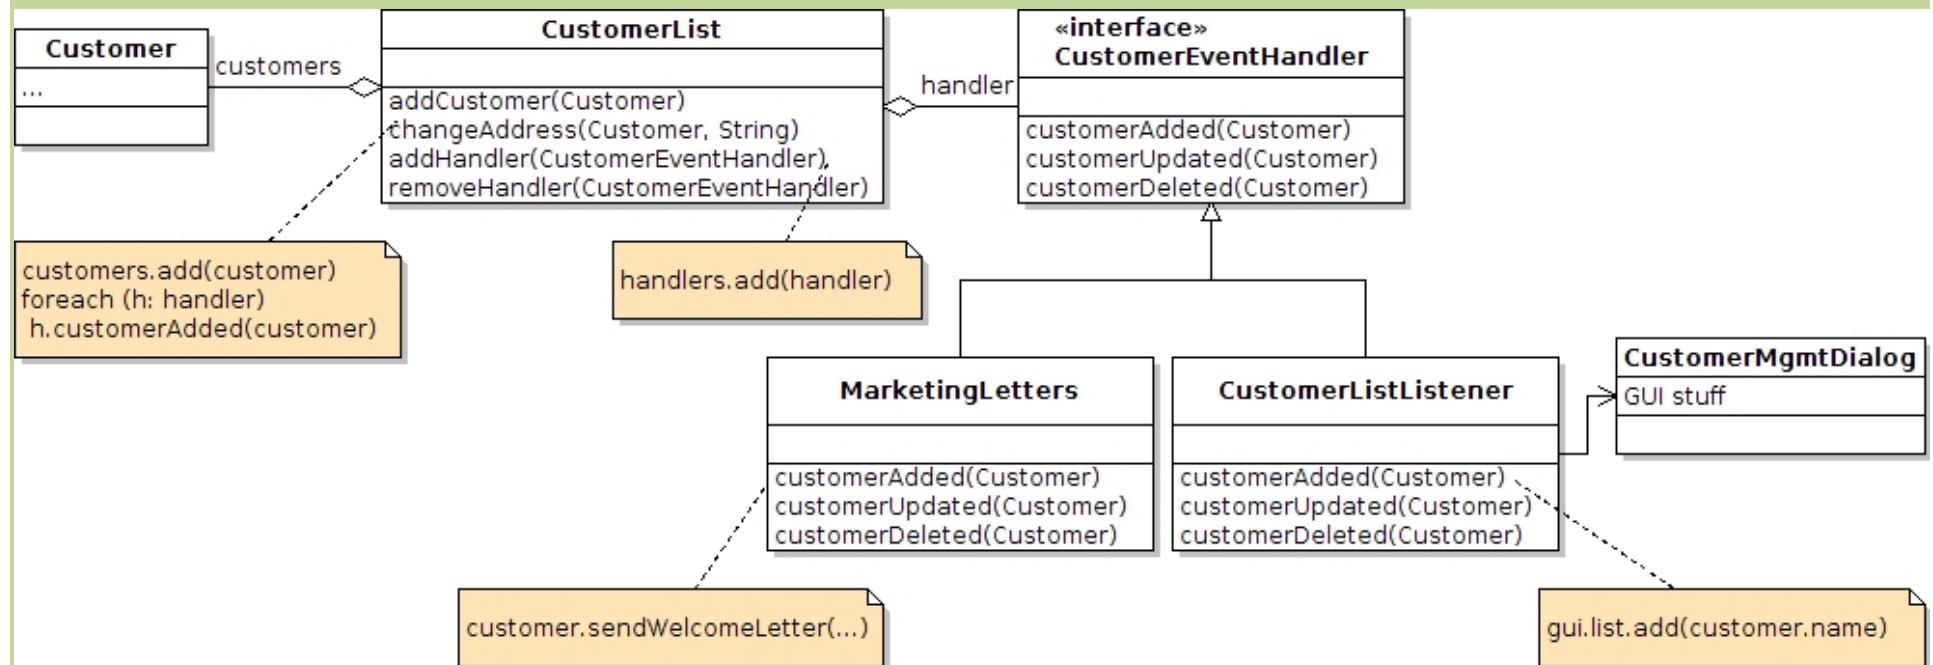 Customer
...
customers
CustomerList
addCustomer(Customer)
changeAddress(Customer, String)
addHandler(CustomerEventHandler)
removeHandler(CustomerEventHandler)
handler
«interface»
CustomerEventHandler
customerAdded(Customer)
customerUpdated(Customer)
customerDeleted(Customer)
customers.add(customer)
foreach (h: handler)
h.customerAdded(customer)
handlers.add(handler)
MarketingLetters
customerAdded(Customer)
customerUpdated(Customer)
customerDeleted(Customer)
CustomerListListener
customerAdded(Customer)
customerUpdated(Customer)
customerDeleted(Customer)
CustomerMgmtDialog
GUI stuff
customer.sendWelcomeLetter(...)
gui.list.add(customer.name)